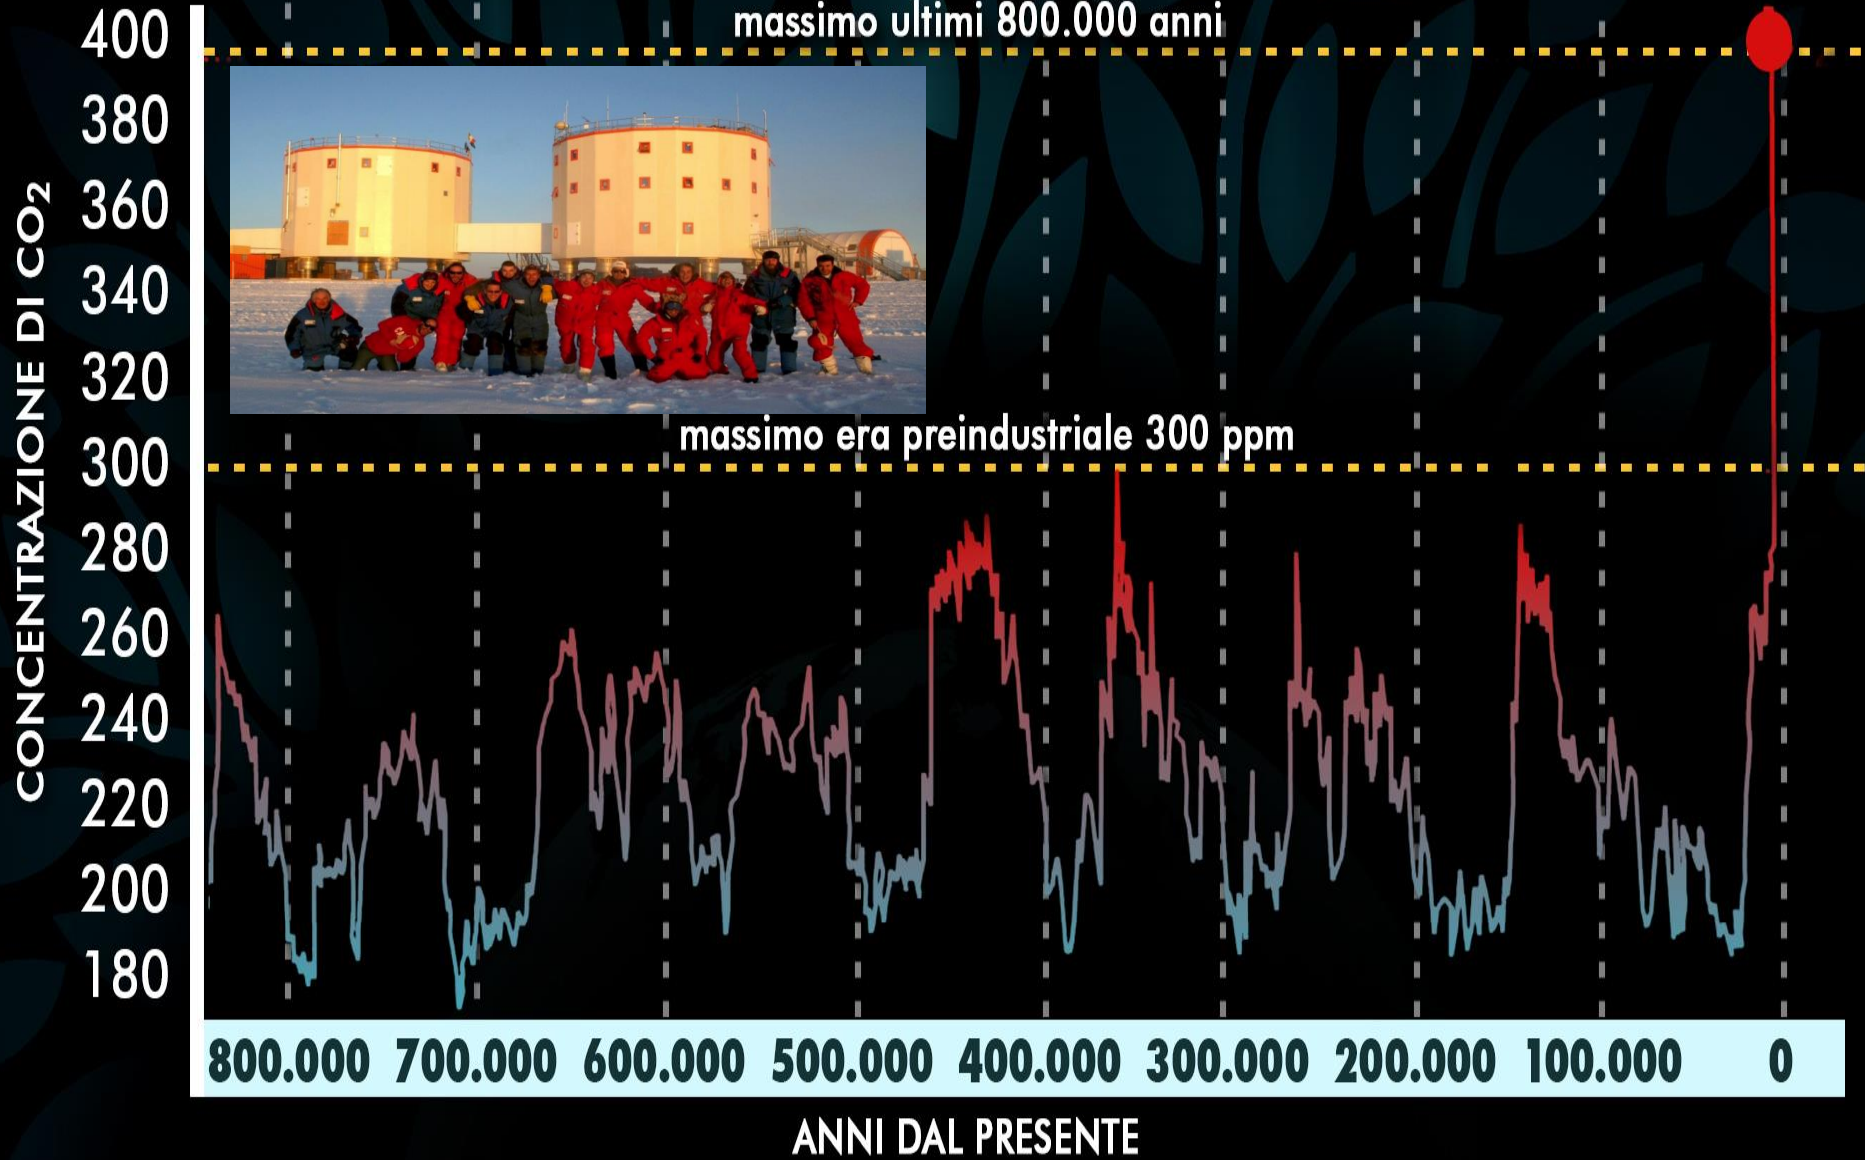 massimo ultimi 800.000 anni
400
380
360
340
320
300
280
260
240
220
200
180
CONCENTRAZIONE DI CO2
massimo era preindustriale 300 ppm
800.000 700.000 600.000 500.000 400.000 300.000 200.000 100.000 0
ANNI DAL PRESENTE